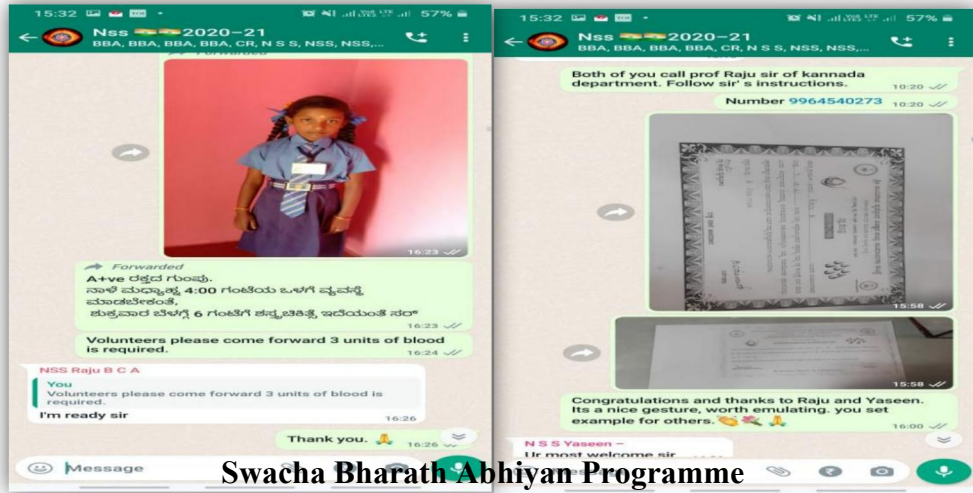 15:32
57%
Nss 2020-21
BBA, BBA, BBA, BBA, CR, N S S, NSS, NSS,...
Forwarded
16:23
Forwarded
A+ve ರಕ್ತದ ಗುಂಪು.
ನಾಳೆ ಮಧ್ಯಾಹ್ನ 4:00 ಗಂಟೆಯ ಒಳಗೆ ವ್ಯವಸ್ಥೆ
ಮಾಡಬೇಕಂತೆ,
ಶುಕ್ರವಾರ ಬೆಳಗ್ಗೆ 6 ಗಂಟೆಗೆ ಶಸ್ತ್ರಚಿಕಿತ್ಸೆ ಇದೆಯಂತೆ ಸರ್
16:23
Volunteers please come forward 3 units of blood
is required.
16:24
NSS Raju B C A
You
Volunteers please come forward 3 units of blood is
required.
I'm ready sir
16:26
Thank you.
16:26
Message
15:32
57%
Nss 2020-21
BBA, BBA, BBA, BBA, CR, N S S, NSS, NSS,...
Both of you call prof Raju sir of kannada
department. Follow sir' s instructions.
10:20
Number 9964540273
10:20
15:58
15:58
Congratulations and thanks to Raju and Yaseen.
Its a nice gesture, worth emulating. you set
example for others.
16:00
N S S Yaseen ~
Ur most welcome sir
Swacha Bharath Abhiyan Programme